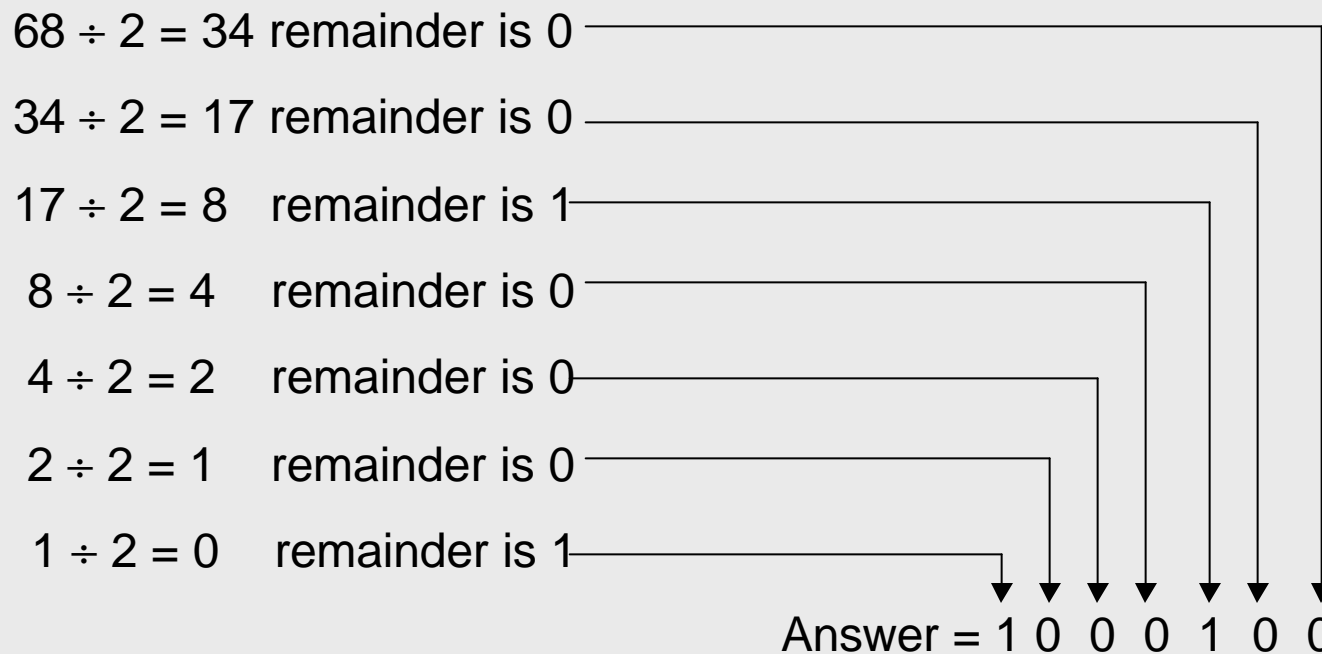 68 ÷ 2 = 34 remainder is 0
34 ÷ 2 = 17 remainder is 0
17 ÷ 2 = 8 remainder is 1
8 ÷ 2 = 4 remainder is 0
4 ÷ 2 = 2 remainder is 0
2 ÷ 2 = 1 remainder is 0
1 ÷ 2 = 0 remainder is 1
Answer = 1 0 0 0 1 0 0